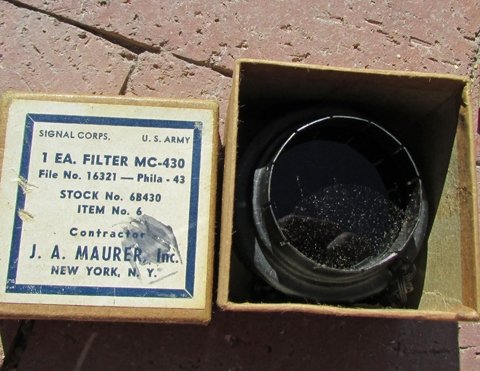 SIGNAL CORPS, U. S. ARMY
1 EA. FILTER MC-430
File No. 16321 — Phila - 43
STOCK No. 6B430
ITEM No. 6
Contractor
J. A. MAURER, Inc.
NEW YORK, N. Y.